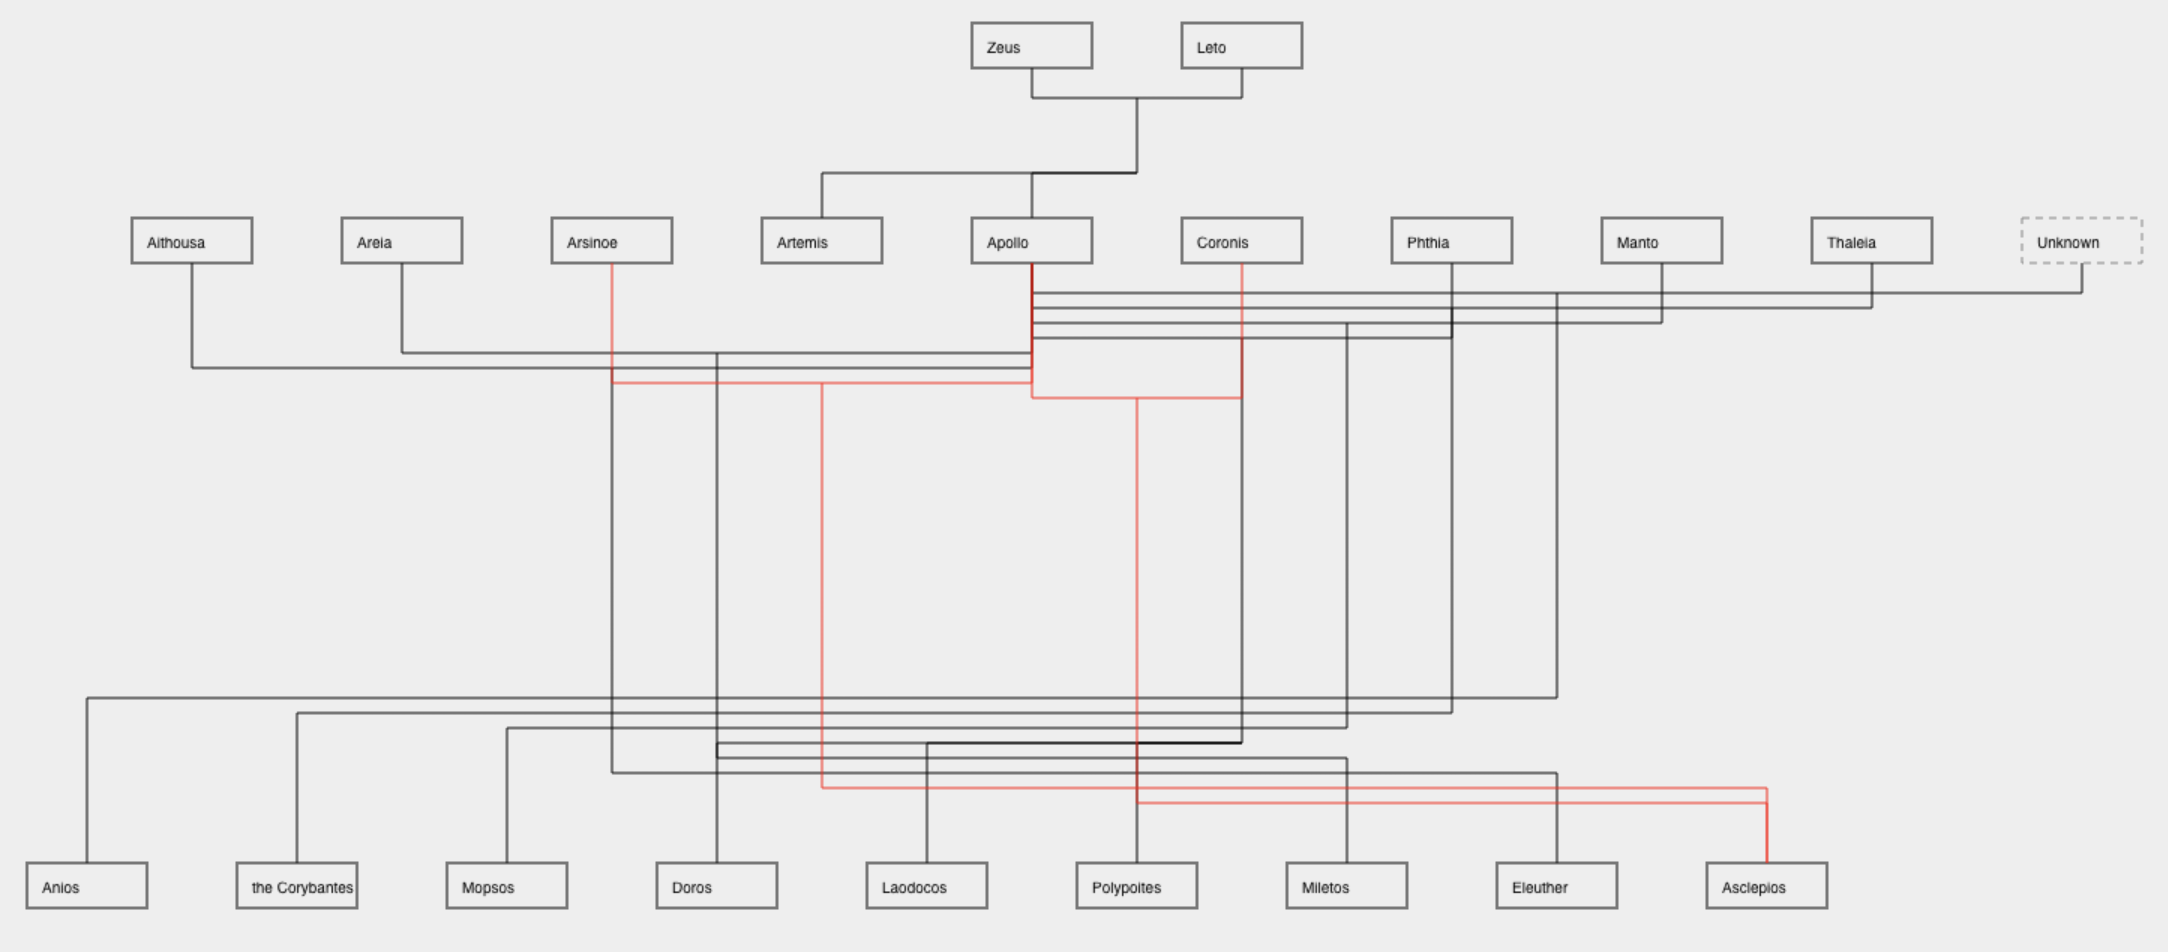 Zeus
Leto
Aithousa
Areia
Arsinoe
Artemis
Apollo
Coronis
Phthia
Manto
Thaleia
Unknown
Anios
the Corybantes
Mopsos
Doros
Laodocos
Polypoites
Miletos
Eleuther
Asclepios